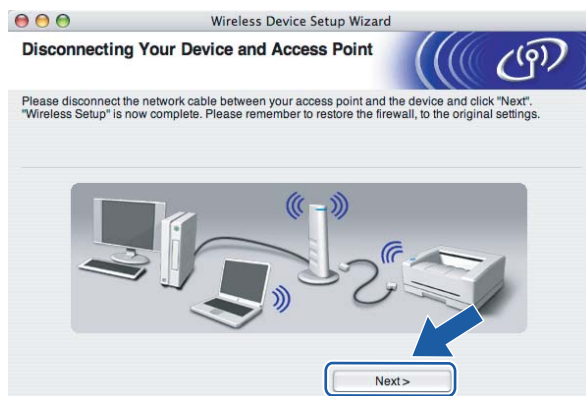 Wireless Device Setup Wizard
Disconnecting Your Device and Access Point
Please disconnect the network cable between your access point and the device and click "Next".
"Wireless Setup" is now complete. Please remember to restore the firewall, to the original settings.
Next >